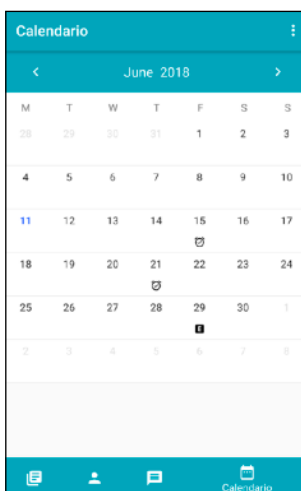 Calendario
< June 2018 >
M T W T F S S
28 29 30 31 1 2 3
4 5 6 7 8 9 10
11 12 13 14 15 16 17
18 19 20 21 22 23 24
25 26 27 28 29 30 1
2 3 4 5 6 7 8
Calendario